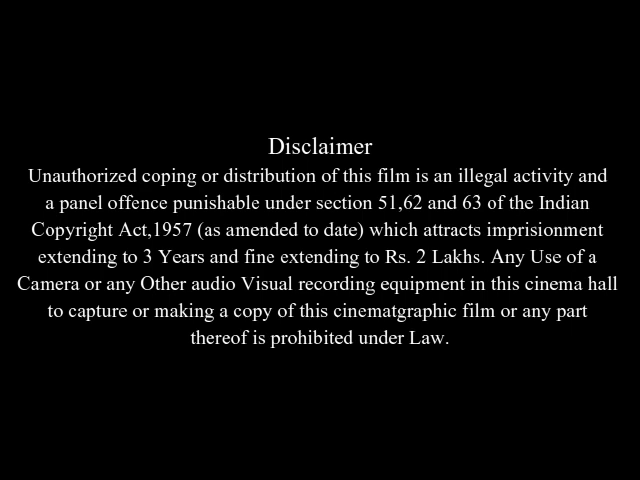 Disclaimer
Unauthorized coping or distribution of this film is an illegal activity and
a panel offence punishable under section 51,62 and 63 of the Indian
Copyright Act,1957 (as amended to date) which attracts imprisionment
extending to 3 Years and fine extending to Rs. 2 Lakhs. Any Use of a
Camera or any Other audio Visual recording equipment in this cinema hall
to capture or making a copy of this cinematgraphic film or any part
thereof is prohibited under Law.